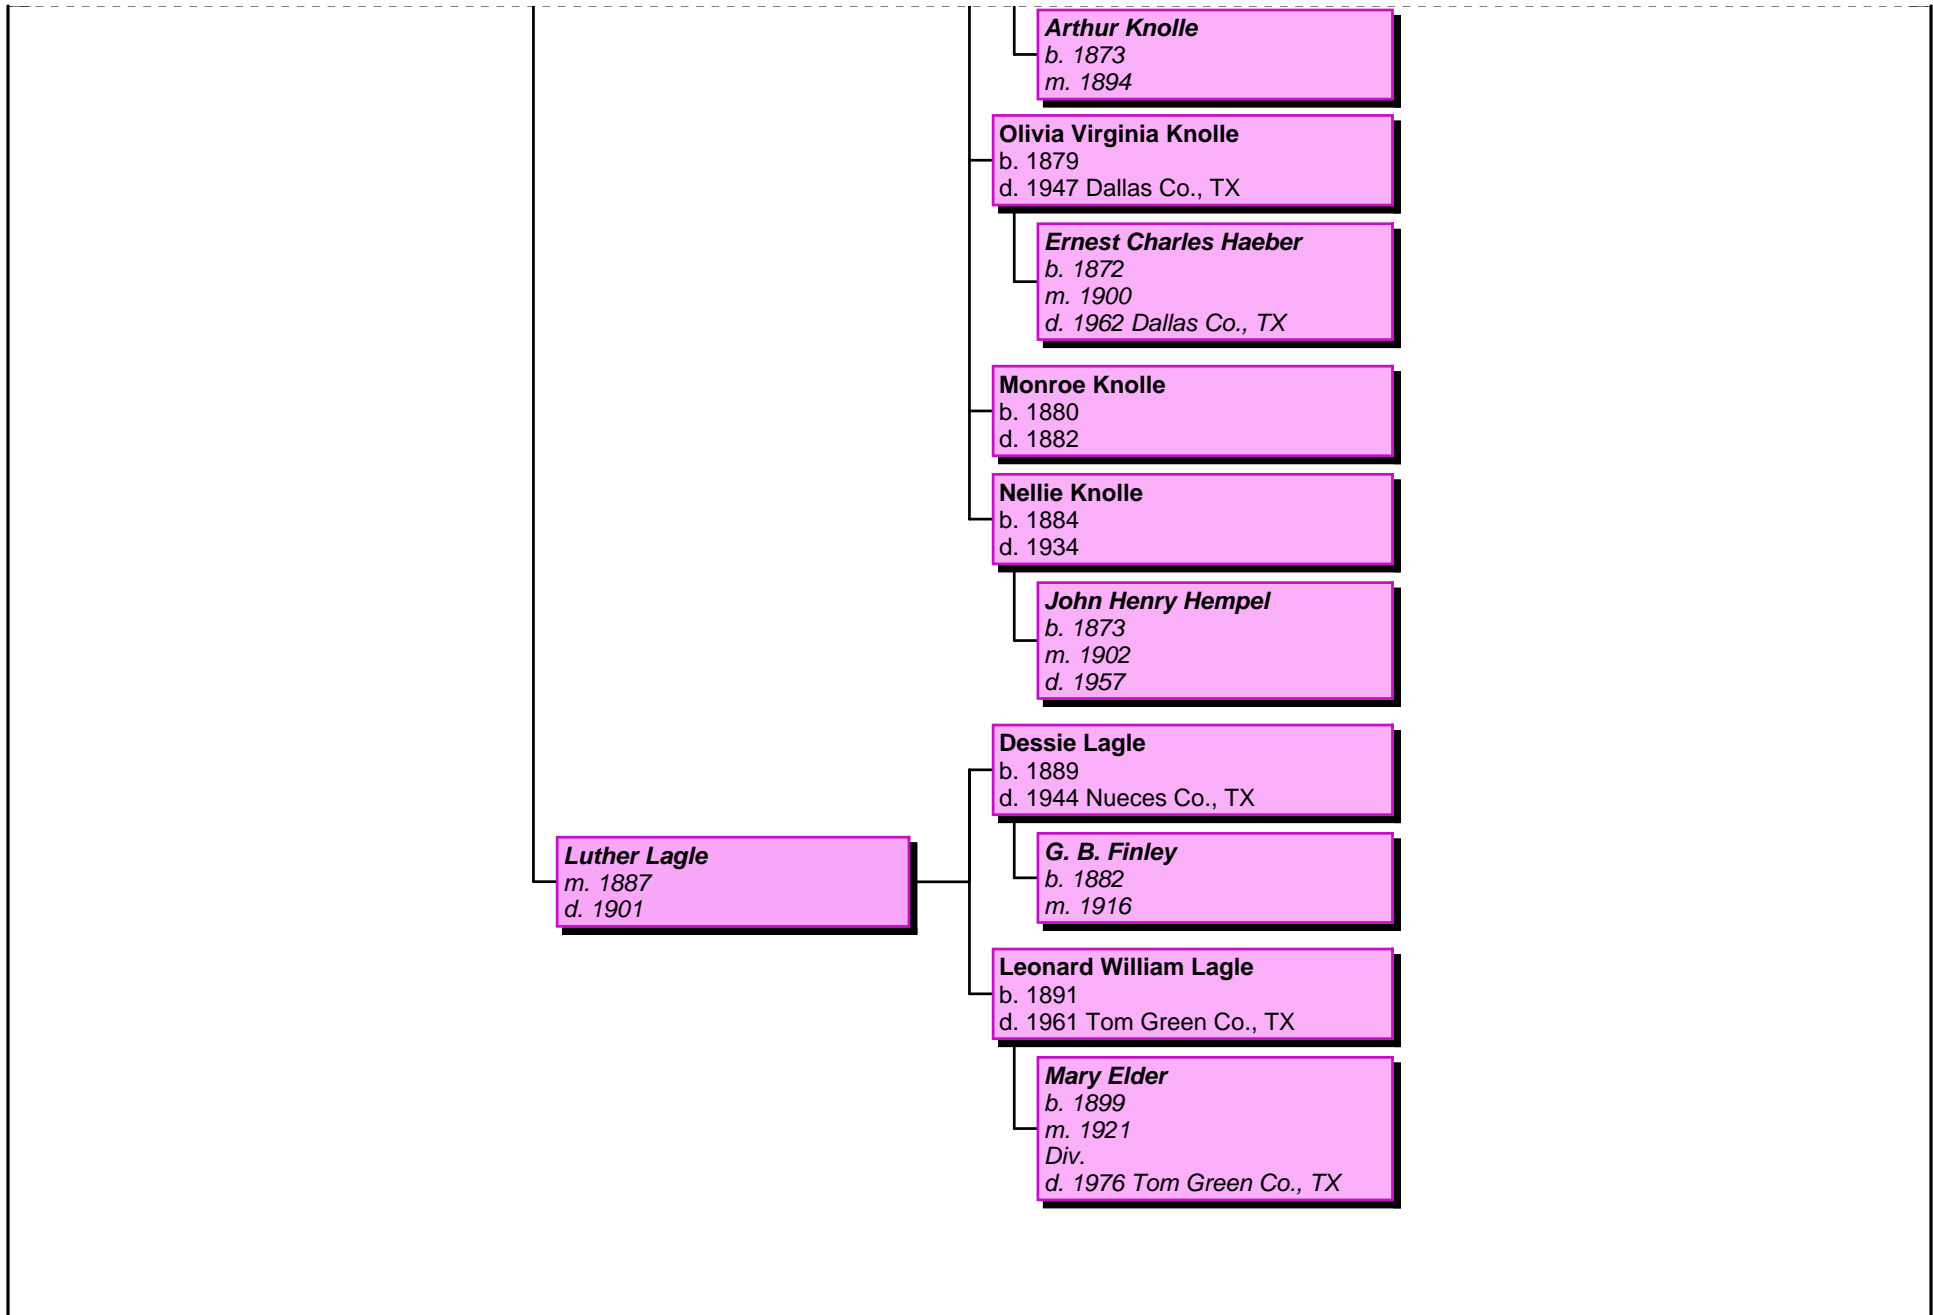 Arthur Knolle
b. 1873
m. 1894
Olivia Virginia Knolle
b. 1879
d. 1947 Dallas Co., TX
Ernest Charles Haeber
b. 1872
m. 1900
d. 1962 Dallas Co., TX
Monroe Knolle
b. 1880
d. 1882
Nellie Knolle
b. 1884
d. 1934
John Henry Hempel
b. 1873
m. 1902
d. 1957
Luther Lagle
m. 1887
d. 1901
Dessie Lagle
b. 1889
d. 1944 Nueces Co., TX
G. B. Finley
b. 1882
m. 1916
Leonard William Lagle
b. 1891
d. 1961 Tom Green Co., TX
Mary Elder
b. 1899
m. 1921
Div.
d. 1976 Tom Green Co., TX